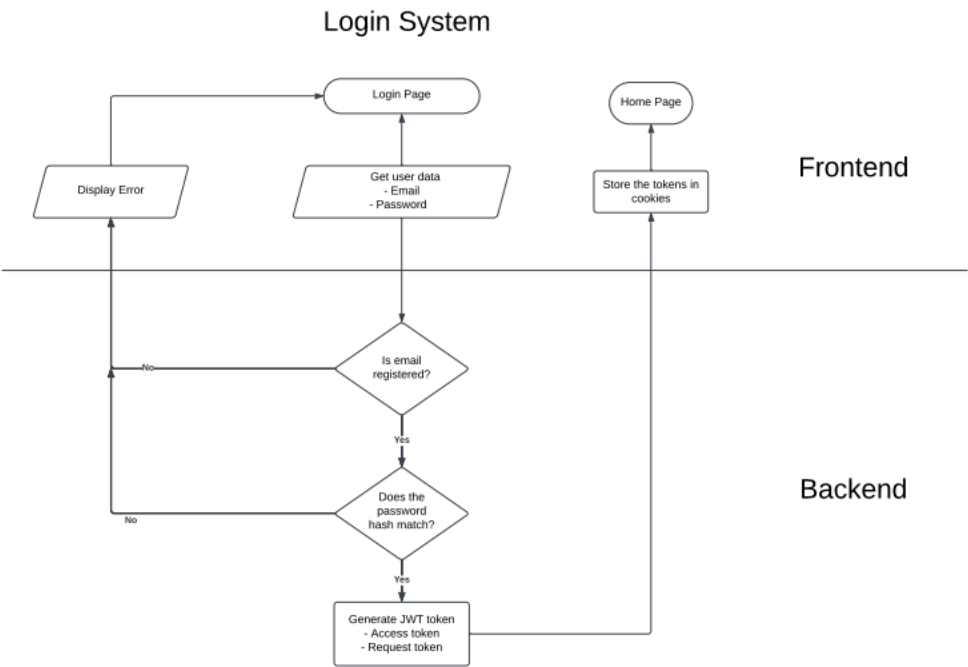 Login System
Login Page
Home Page
Display Error
Get user data
- Email
- Password
Store the tokens in
cookies
Frontend
Is email
registered?
No
Yes
Does the
password
hash match?
No
Yes
Backend
Generate JWT token
- Access token
- Request token